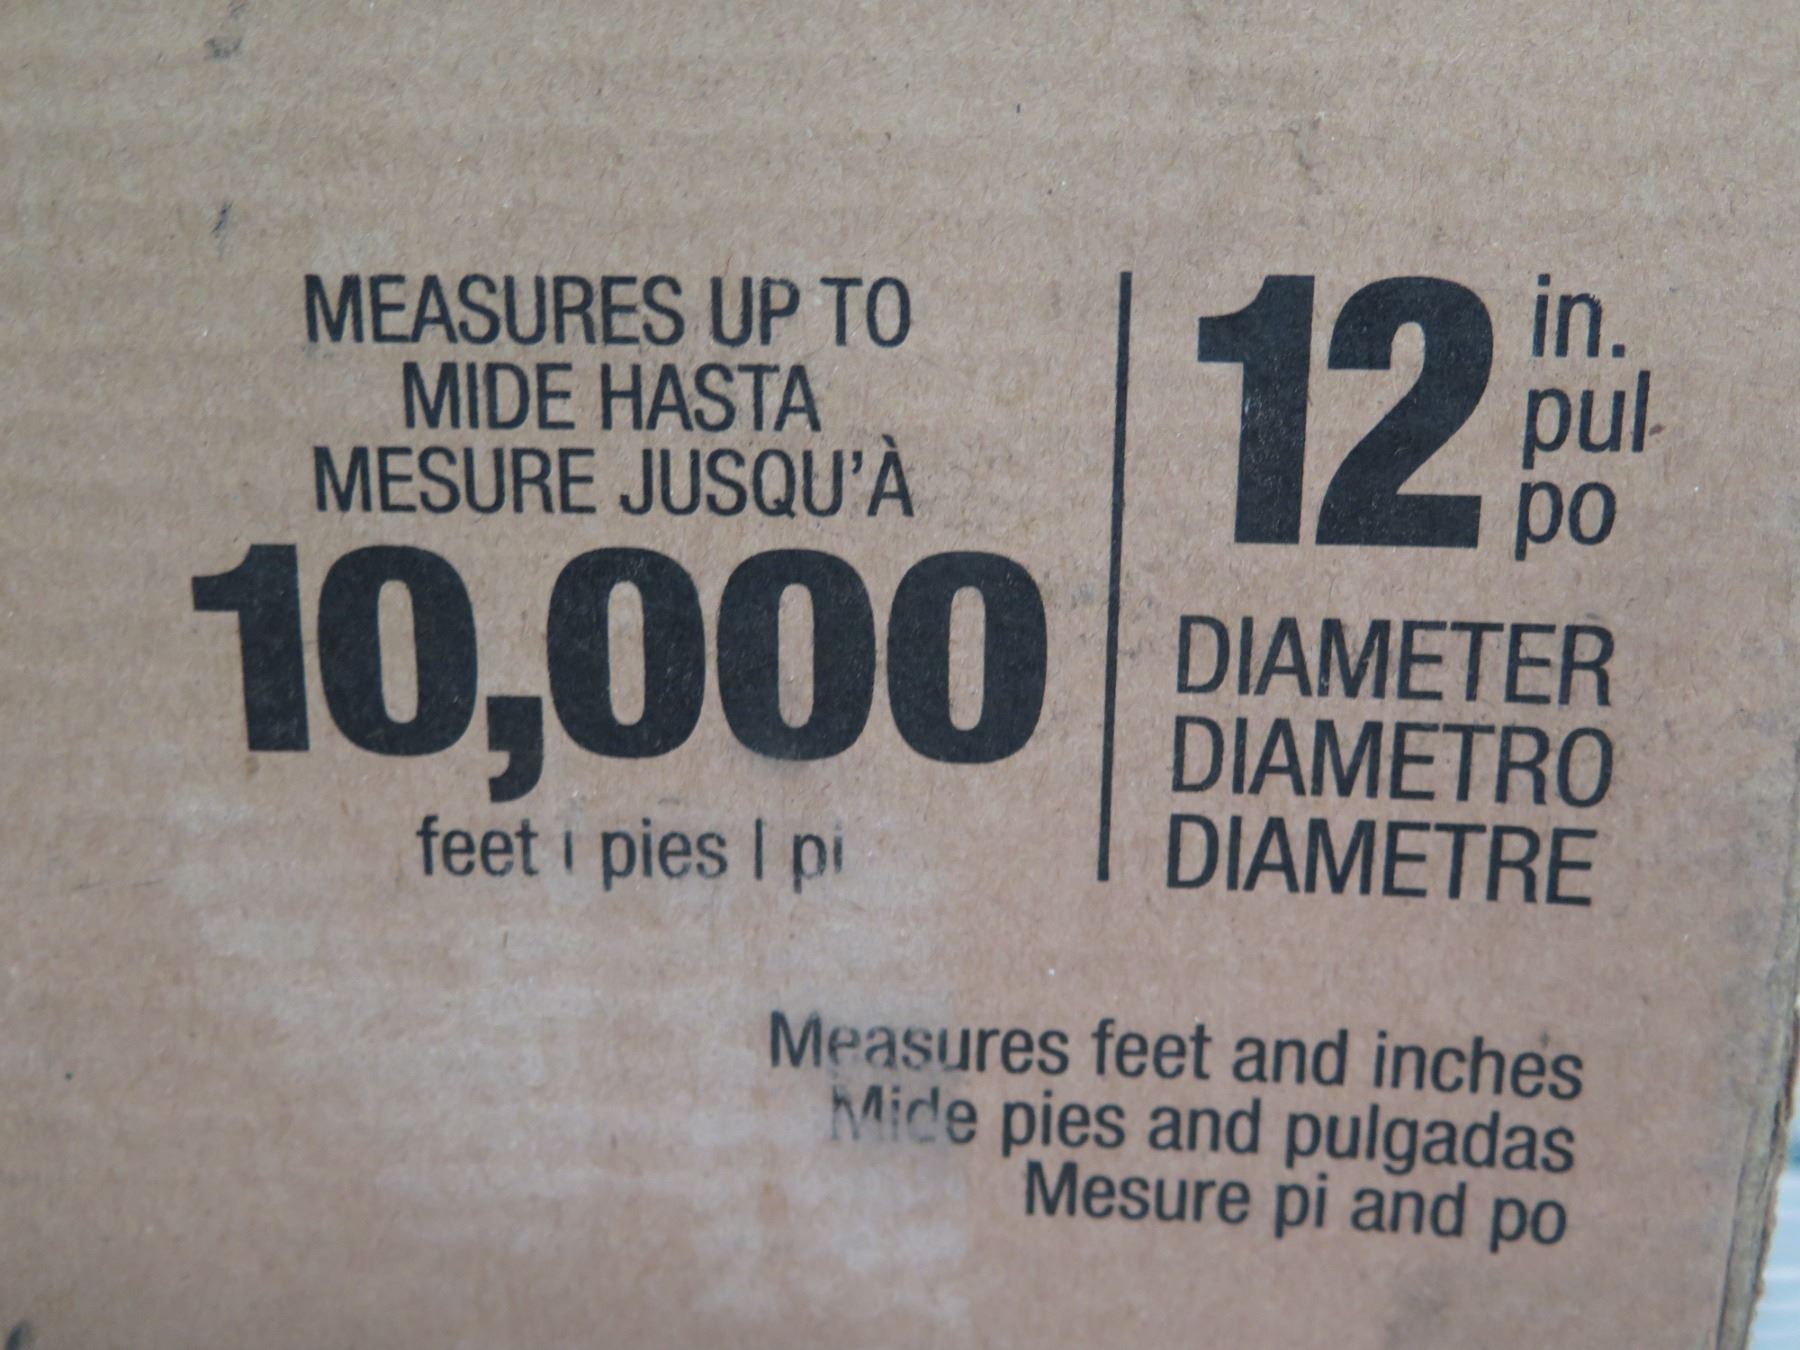 MEASURES UP TO
MIDE HASTA
MESURE JUSQU'À
10,000
feet | pies | pi
12
in.
pul
po
DIAMETER
DIAMETRO
DIAMETRE
Measures feet and inches
Mide pies and pulgadas
Mesure pi and po